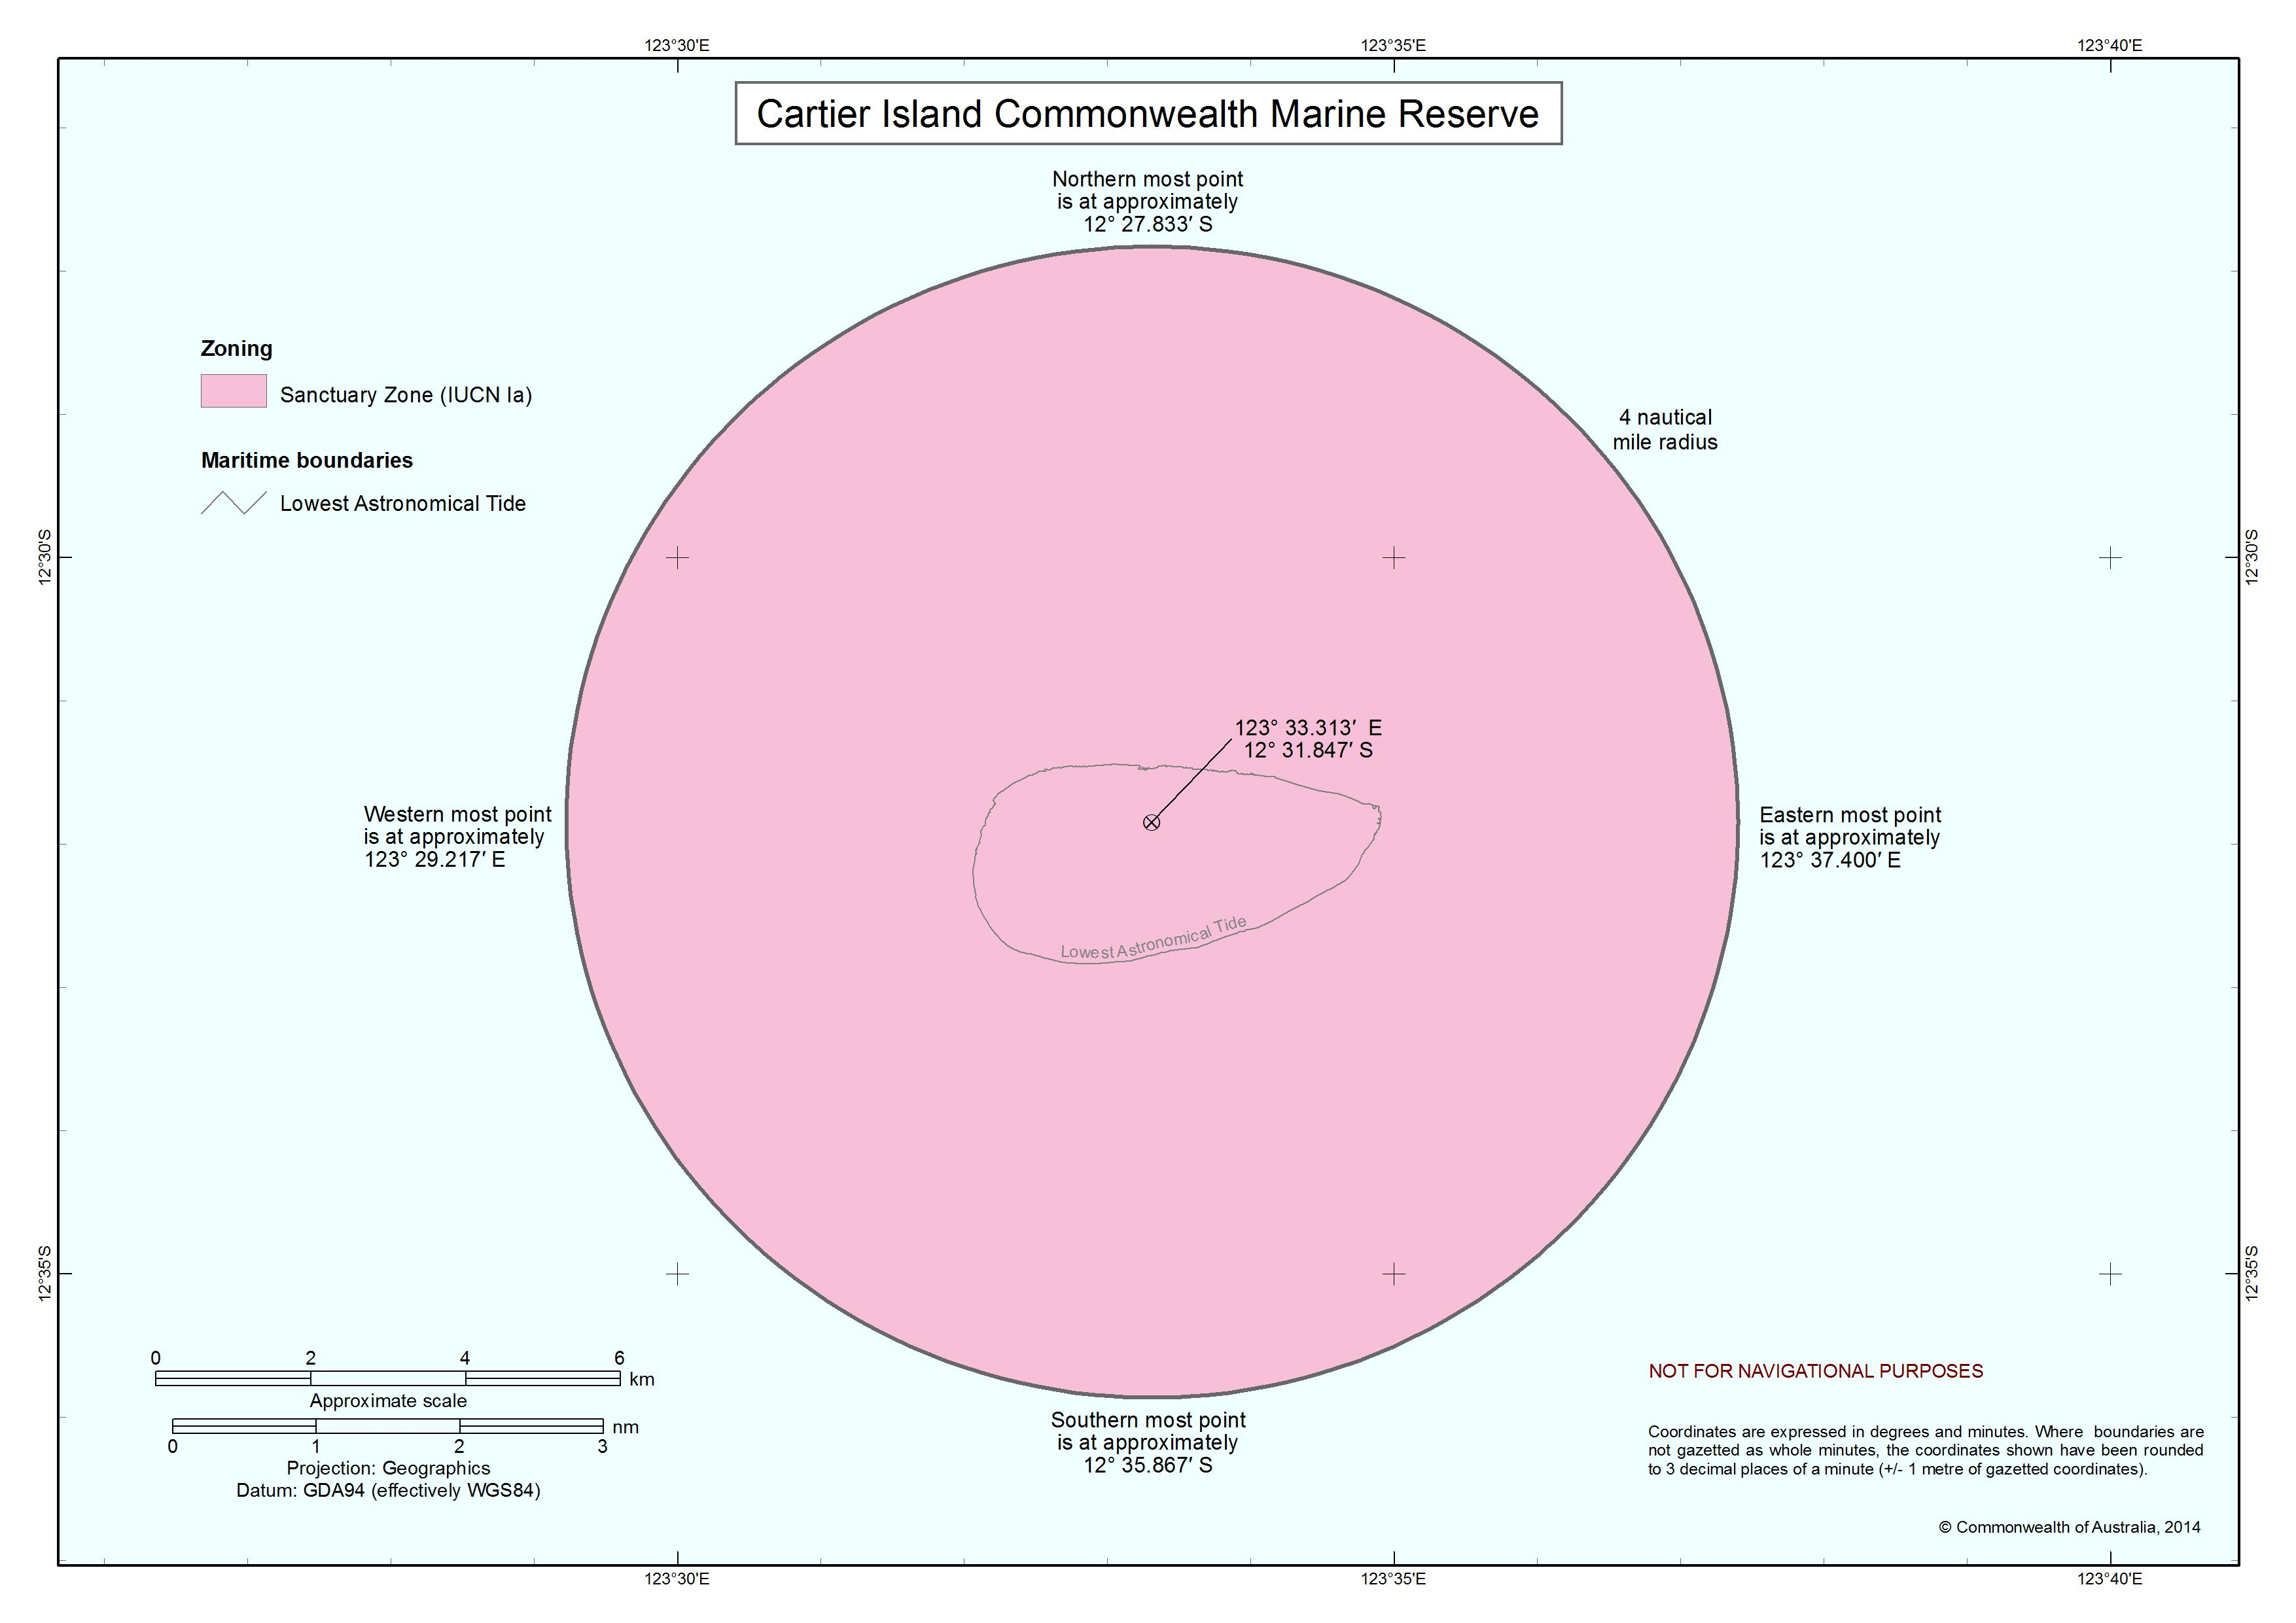 123°30'E
123°35'E
123°40'E
Cartier Island Commonwealth Marine Reserve
Northern most point
is at approximately
12° 27.833′ S
Zoning
Sanctuary Zone (IUCN Ia)
Maritime boundaries
Lowest Astronomical Tide
4 nautical
mile radius
12°30'S
12°30'S
123° 33.313′ E
12° 31.847′ S
Western most point
is at approximately
123° 29.217′ E
Eastern most point
is at approximately
123° 37.400′ E
Lowest Astronomical Tide
12°35'S
12°35'S
0 2 4 6
km
Approximate scale
nm
0 1 2 3
Projection: Geographics
Datum: GDA94 (effectively WGS84)
Southern most point
is at approximately
12° 35.867′ S
NOT FOR NAVIGATIONAL PURPOSES
Coordinates are expressed in degrees and minutes. Where boundaries are
not gazetted as whole minutes, the coordinates shown have been rounded
to 3 decimal places of a minute (+/- 1 metre of gazetted coordinates).
© Commonwealth of Australia, 2014
123°30'E
123°35'E
123°40'E